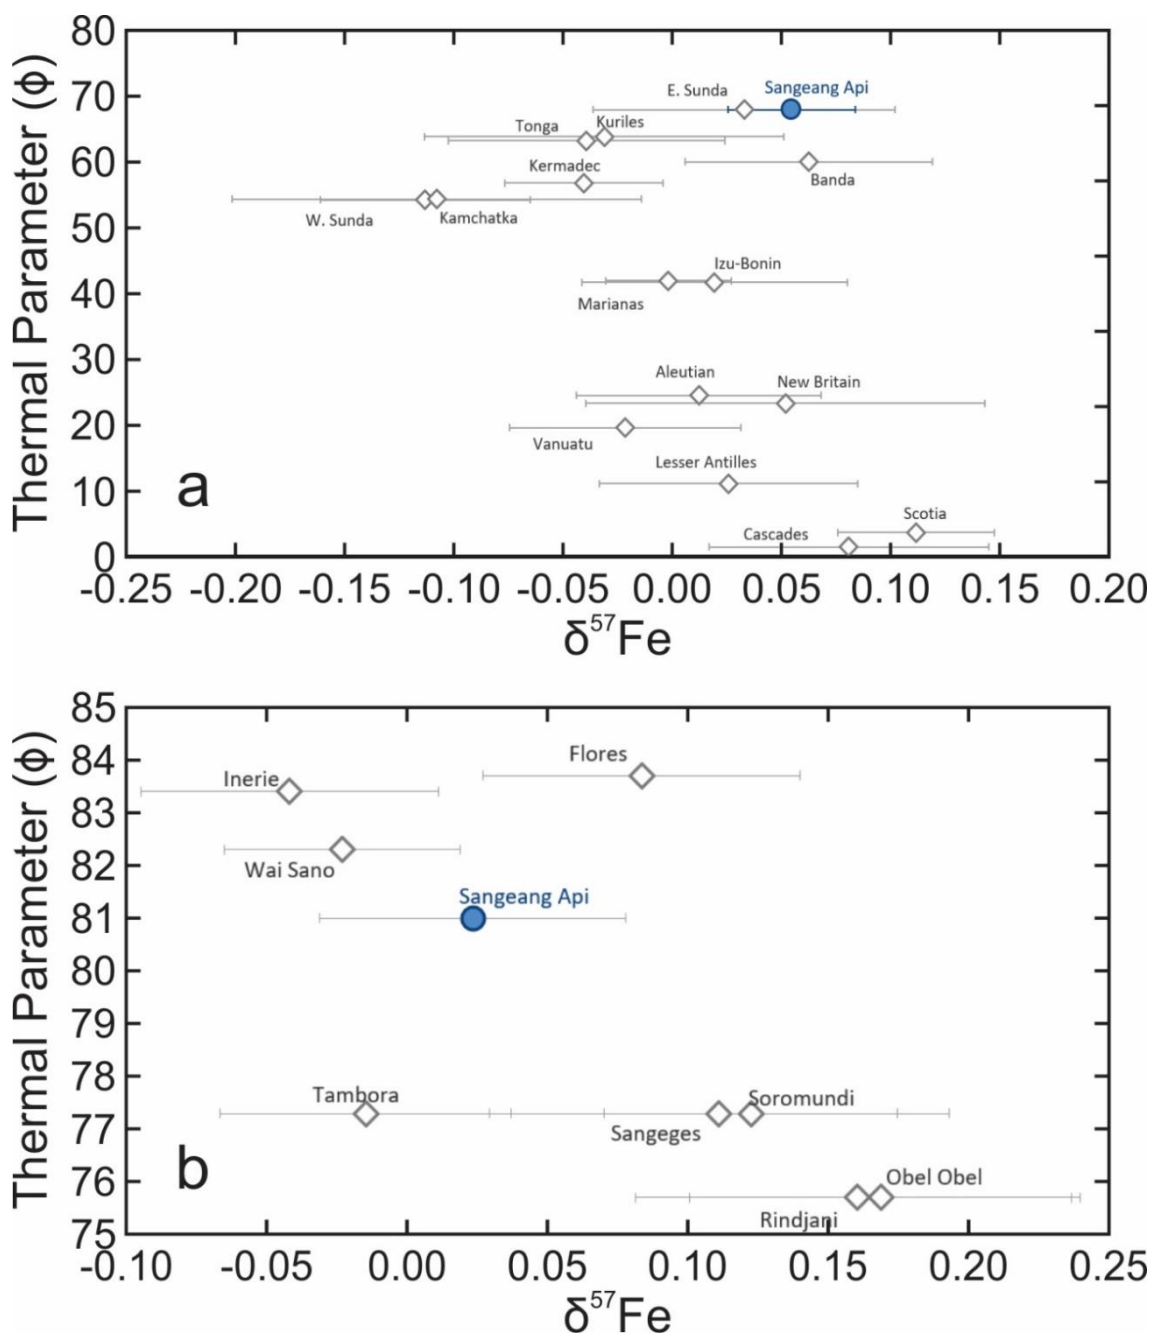 80
70
60
50
40
30
20
10
0
Thermal Parameter (ϕ)
E. Sunda
Sangeang Api
Tonga
Kuriles
Banda
Kermadec
W. Sunda
Kamchatka
Izu-Bonin
Marianas
Aleutian
New Britain
Vanuatu
Lesser Antilles
Scotia
Cascades
a
-0.25 -0.20 -0.15 -0.10 -0.05 0.00 0.05 0.10 0.15 0.20
δ⁵⁷Fe
85
84
83
82
81
80
79
78
77
76
75
Thermal Parameter (ϕ)
Flores
Inerie
Wai Sano
Sangeang Api
Tambora
Soromundi
Sangeges
Obel Obel
Rindjani
b
-0.10 -0.05 0.00 0.05 0.10 0.15 0.20 0.25
δ⁵⁷Fe